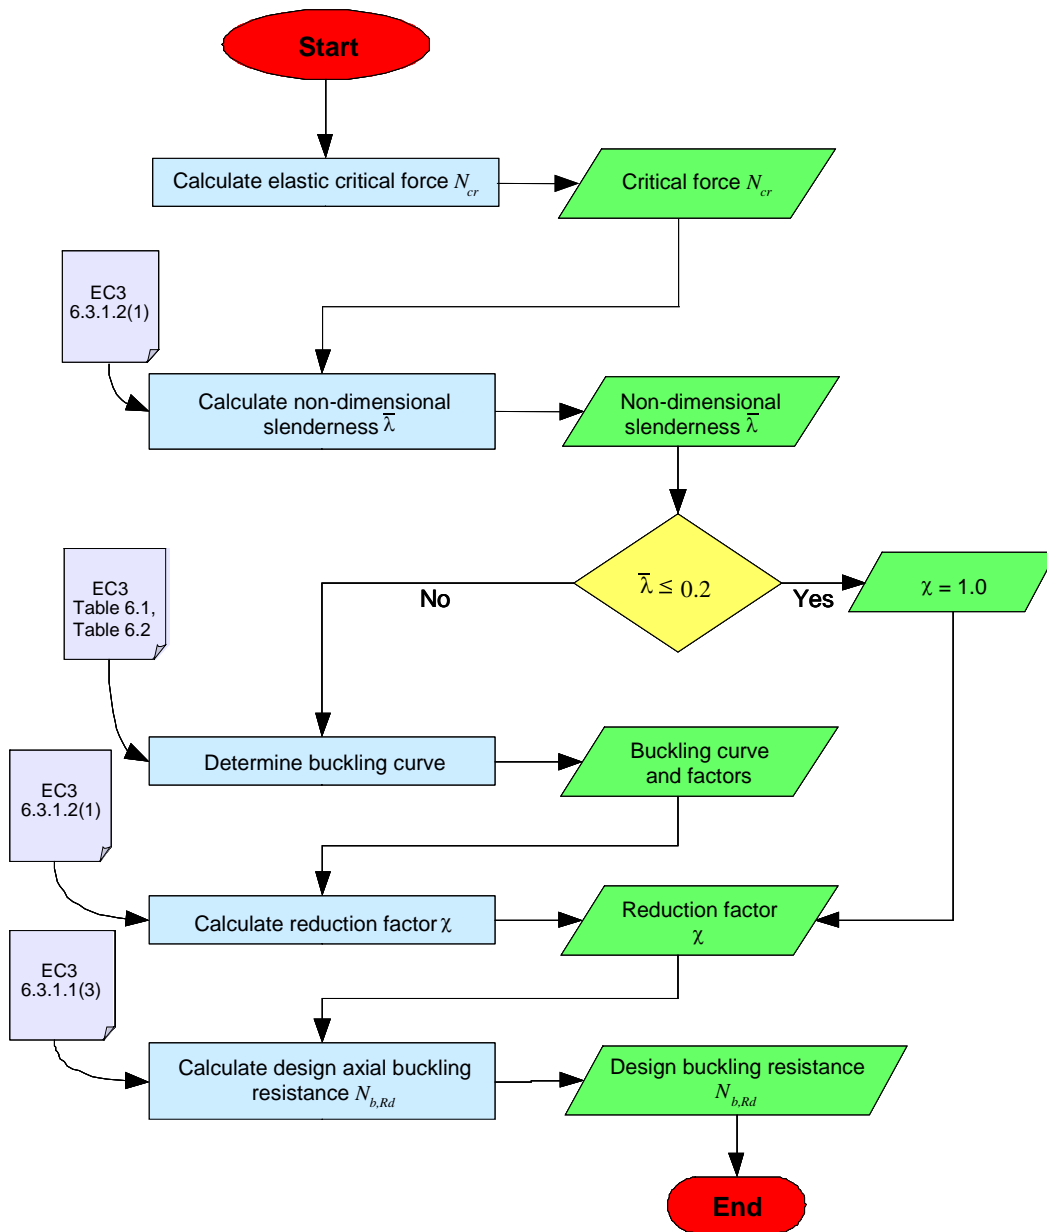 Start
Calculate elastic critical force N_cr
Critical force N_cr
EC3
6.3.1.2(1)
Calculate non-dimensional
slenderness λ̅
Non-dimensional
slenderness λ̅
λ̅ ≤ 0.2
No
Yes
χ = 1.0
EC3
Table 6.1,
Table 6.2
Determine buckling curve
Buckling curve
and factors
EC3
6.3.1.2(1)
Calculate reduction factor χ
Reduction factor
χ
EC3
6.3.1.1(3)
Calculate design axial buckling
resistance N_b,Rd
Design buckling resistance
N_b,Rd
End